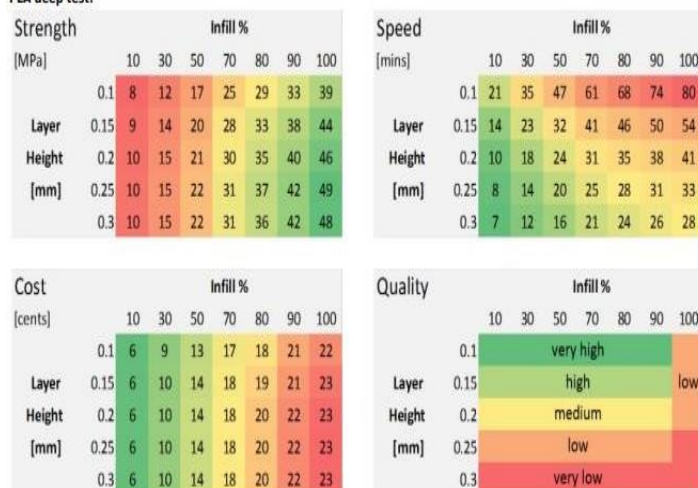 PLA deep test:
Strength
Infill %
[MPa]
10 30 50 70 80 90 100
0.1 8 12 17 25 29 33 39
Layer 0.15 9 14 20 28 33 38 44
Height 0.2 10 15 21 30 35 40 46
[mm] 0.25 10 15 22 31 37 42 49
0.3 10 15 22 31 36 42 48
Speed
Infill %
[mins]
10 30 50 70 80 90 100
0.1 21 35 47 61 68 74 80
Layer 0.15 14 23 32 41 46 50 54
Height 0.2 10 18 24 31 35 38 41
[mm] 0.25 8 14 20 25 28 31 33
0.3 7 12 16 21 24 26 28
Cost
Infill %
[cents]
10 30 50 70 80 90 100
0.1 6 9 13 17 18 21 22
Layer 0.15 6 10 14 18 19 21 23
Height 0.2 6 10 14 18 20 22 23
[mm] 0.25 6 10 14 18 20 22 23
0.3 6 10 14 18 20 22 23
Quality
Infill %
10 30 50 70 80 90 100
0.1 very high
Layer 0.15 high low
Height 0.2 medium
[mm] 0.25 low
0.3 very low